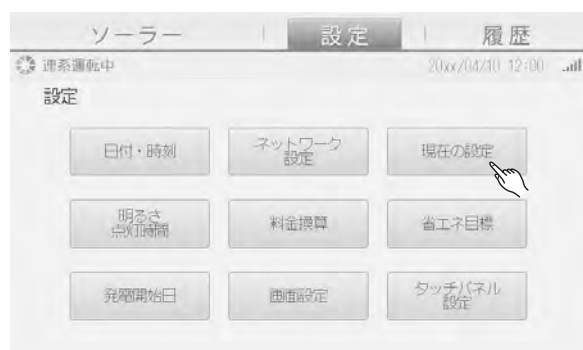 ソーラー
設定
履歴
連系運転中
20xx/04/10 12:00
設定
日付・時刻
ネットワーク
設定
現在の設定
明るさ
点灯時間
料金換算
省エネ目標
発電開始日
画面設定
タッチパネル
設定